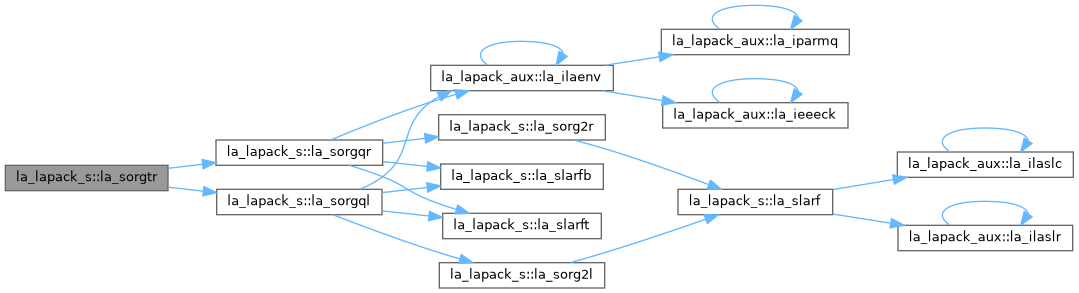 la_lapack_s::la_sorgtr
la_lapack_s::la_sorgqr
la_lapack_s::la_sorgql
la_lapack_aux::la_ilaenv
la_lapack_s::la_sorg2r
la_lapack_s::la_slarfb
la_lapack_s::la_slarft
la_lapack_s::la_sorg2l
la_lapack_aux::la_iparmq
la_lapack_aux::la_ieeeck
la_lapack_s::la_slarf
la_lapack_aux::la_ilaslc
la_lapack_aux::la_ilaslr